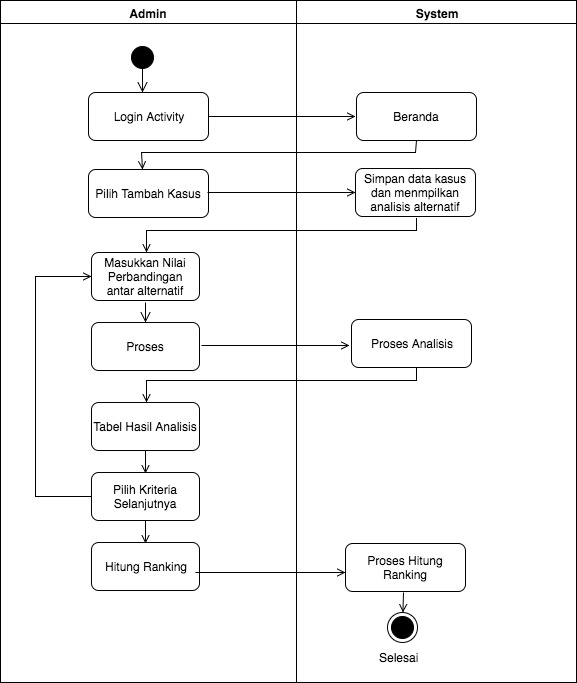 Admin
System
Login Activity
Beranda
Pilih Tambah Kasus
Simpan data kasus
dan menmpilkan
analisis alternatif
Masukkan Nilai
Perbandingan
antar alternatif
Proses
Proses Analisis
Tabel Hasil Analisis
Pilih Kriteria
Selanjutnya
Hitung Ranking
Proses Hitung
Ranking
Selesai